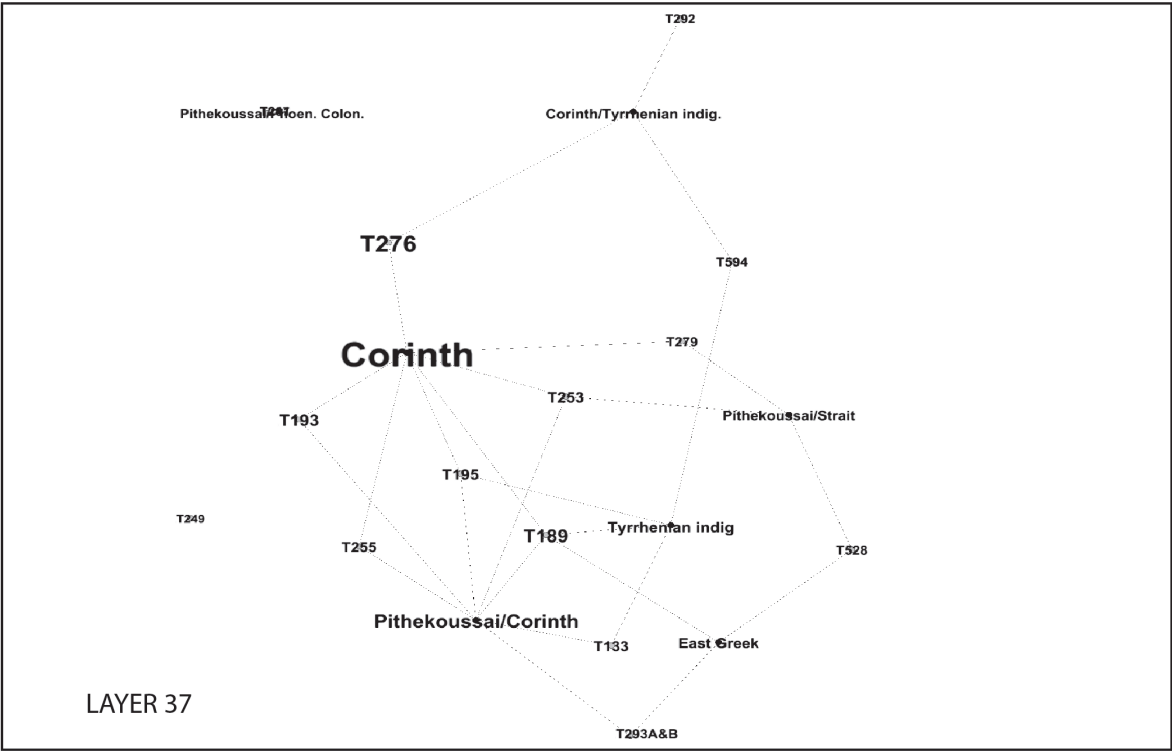 T292
Corinth/Tyrrhenian indig.
T276
T594
Corinth
T279
T253
Pithekoussai/Strait
T193
T195
T249
Tyrrhenian indig
T189
T255
T528
Pithekoussai/Corinth
T133
East Greek
LAYER 37
T293A&B